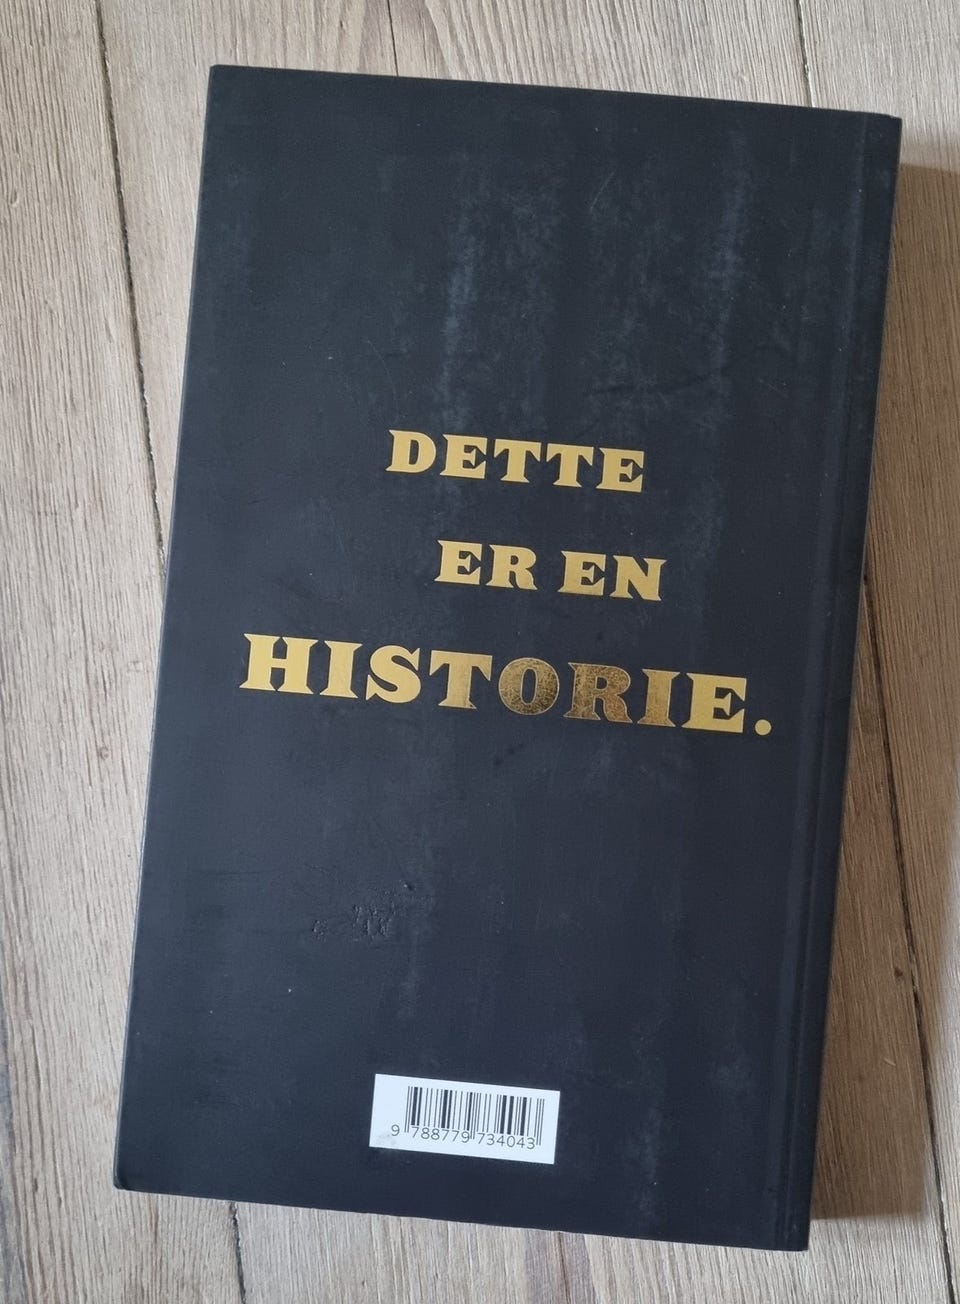 DETTE
ER EN
HISTORIE.
9 788779 734043